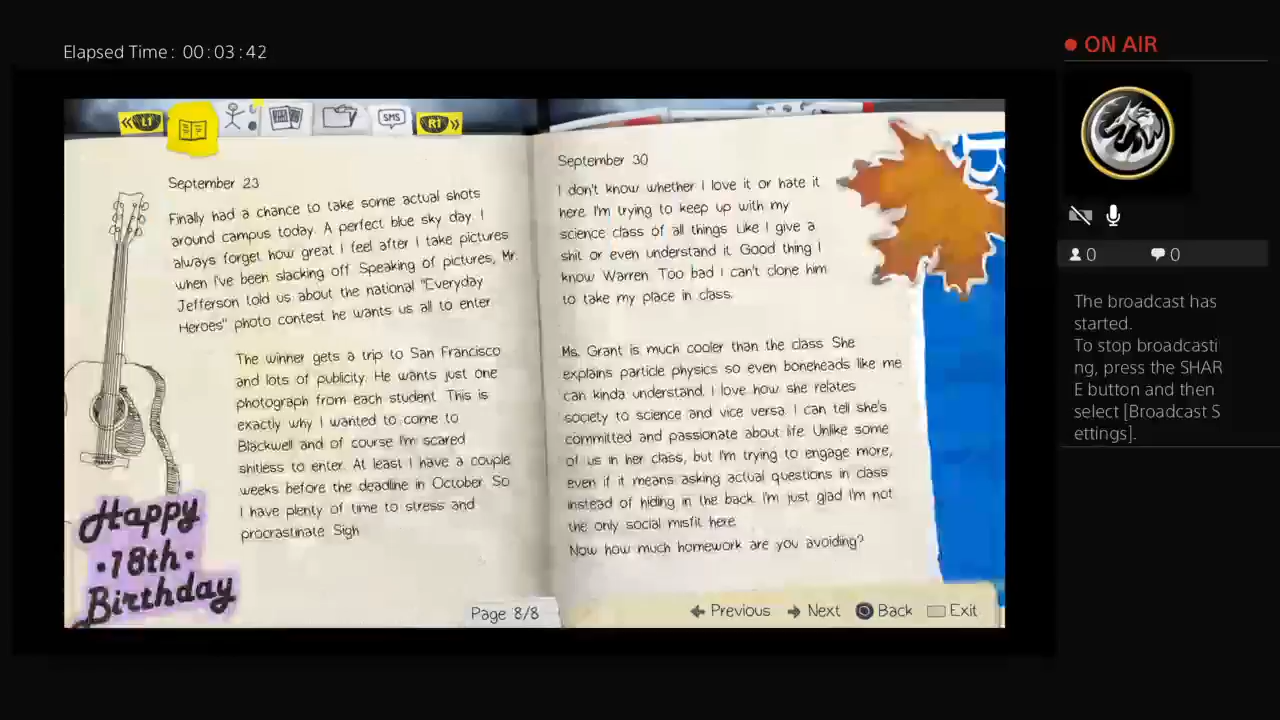 Elapsed Time: 00:03:42
ON AIR
L1
SMS
R1
September 23
Finally had a chance to take some actual shots
around campus today. A perfect blue sky day. I
always forget how great I feel after I take pictures
when I've been slacking off. Speaking of pictures, Mr.
Jefferson told us about the national "Everyday
Heroes" photo contest he wants us all to enter.
The winner gets a trip to San Francisco
and lots of publicity. He wants just one
photograph from each student. This is
exactly why I wanted to come to
Blackwell and of course I'm scared
shitless to enter. At least I have a couple
weeks before the deadline in October. So
I have plenty of time to stress and
procrastinate. Sigh.
Happy
18th
Birthday
September 30
I don't know whether I love it or hate it
here. I'm trying to keep up with my
science class of all things. Like I give a
shit or even understand it. Good thing I
know Warren. Too bad I can't clone him
to take my place in class.
Ms. Grant is much cooler than the class. She
explains particle physics so even boneheads like me
can kinda understand. I love how she relates
society to science and vice versa. I can tell she's
committed and passionate about life. Unlike some
of us in her class, but I'm trying to engage more,
even if it means asking actual questions in class
instead of hiding in the back. I'm just glad I'm not
the only social misfit here.
Now how much homework are you avoiding?
Page 8/8
Previous
Next
Back
Exit
0
0
The broadcast has
started.
To stop broadcasti
ng, press the SHAR
E button and then
select [Broadcast S
ettings].